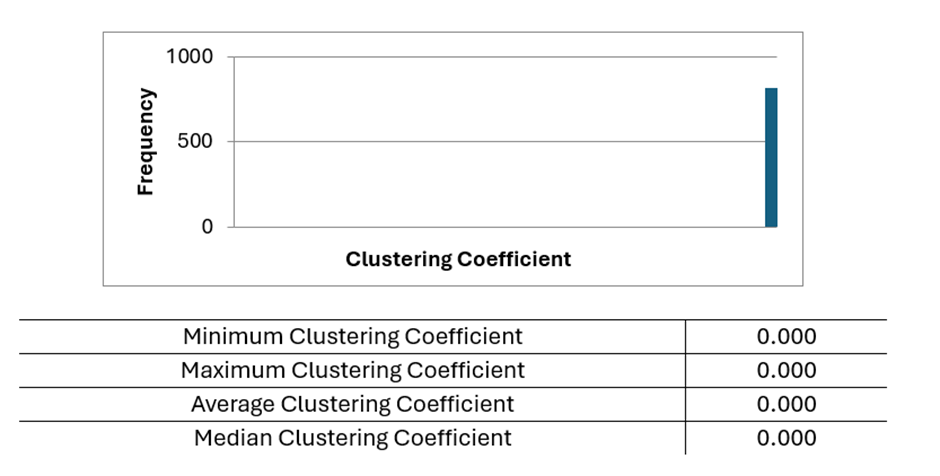 1000
500
0
Frequency
Clustering Coefficient
Minimum Clustering Coefficient 0.000
Maximum Clustering Coefficient 0.000
Average Clustering Coefficient 0.000
Median Clustering Coefficient 0.000